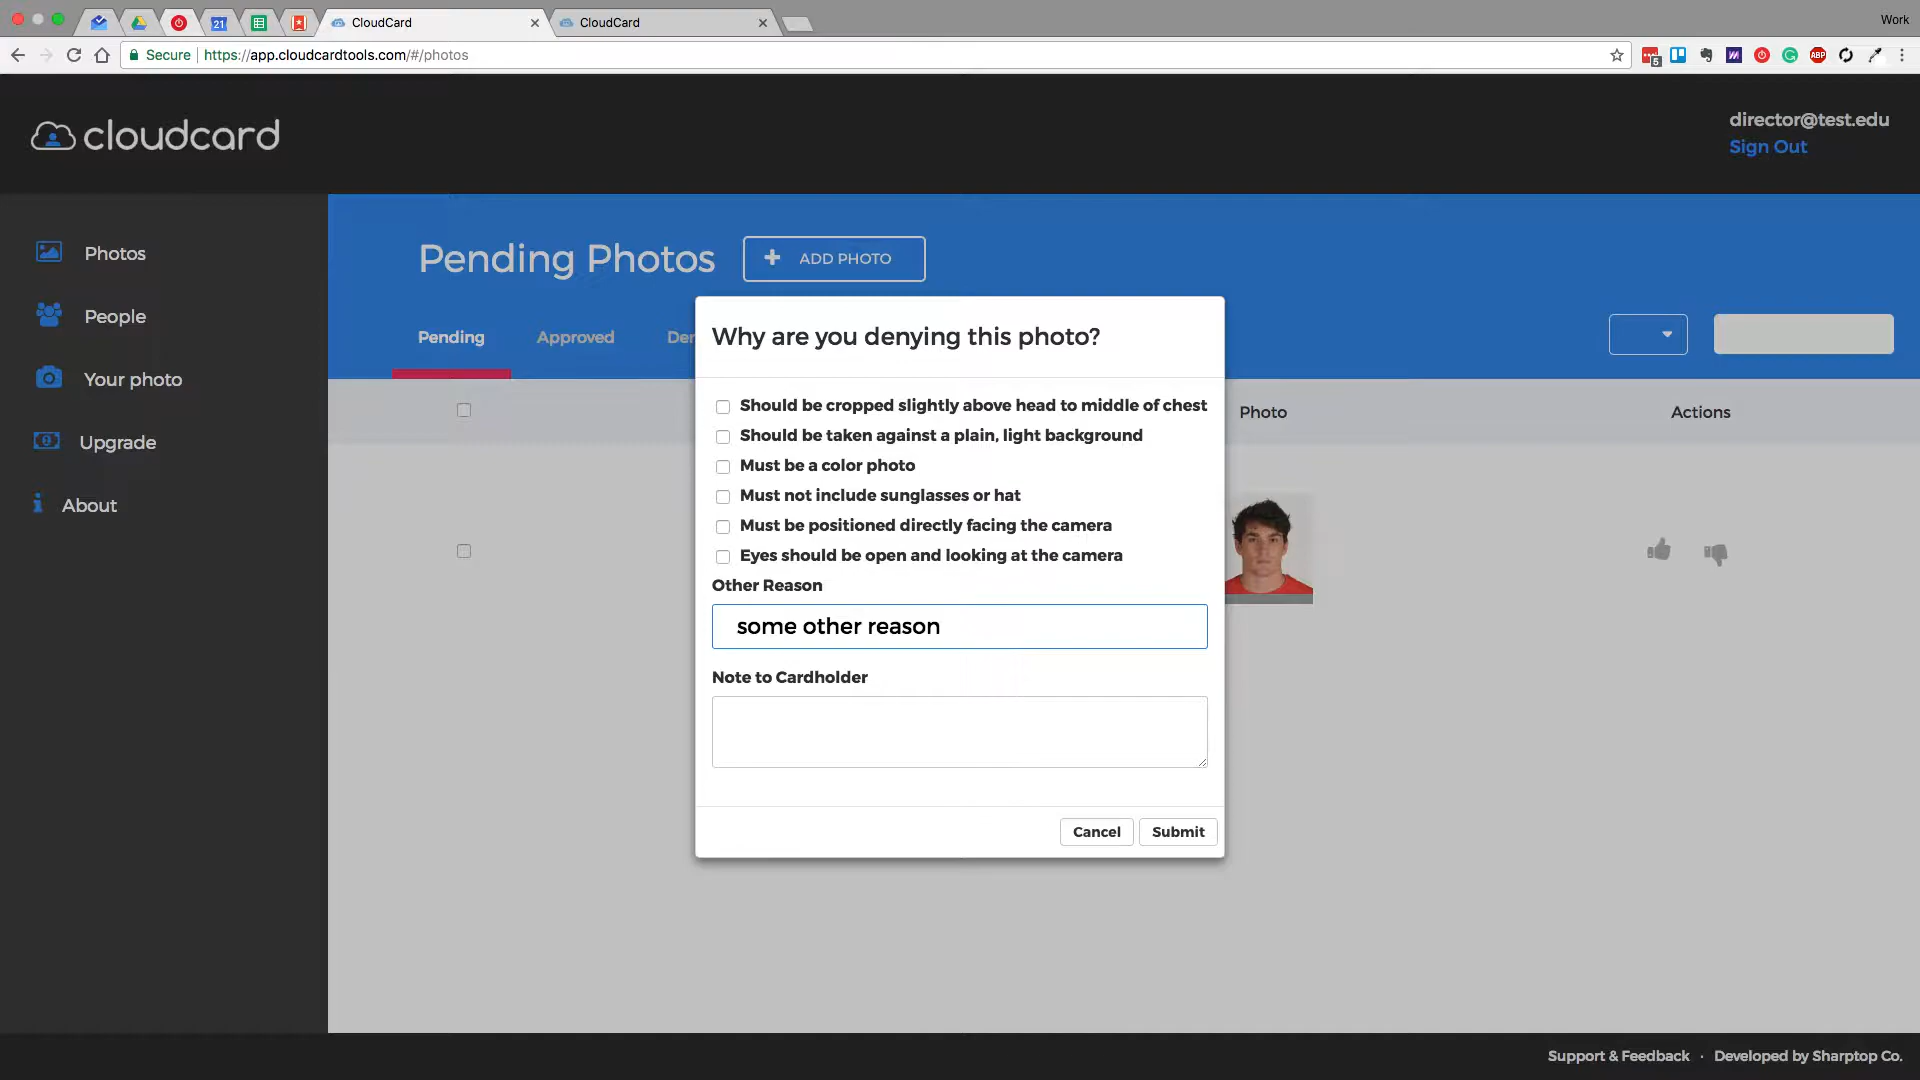 CloudCard
CloudCard
Work
Secure
https://app.cloudcardtools.com/#/photos
5
ABP
21
cloudcard
director@test.edu
Sign Out
Photos
People
Your photo
Upgrade
About
Pending Photos
ADD PHOTO
Pending
Approved
Den
Photo
Actions
Why are you denying this photo?
Should be cropped slightly above head to middle of chest
Should be taken against a plain, light background
Must be a color photo
Must not include sunglasses or hat
Must be positioned directly facing the camera
Eyes should be open and looking at the camera
Other Reason
some other reason
Note to Cardholder
Cancel
Submit
Support & Feedback · Developed by Sharptop Co.